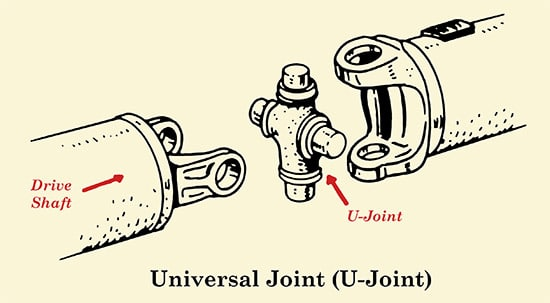 Drive
Shaft
U-Joint
Universal Joint (U-Joint)